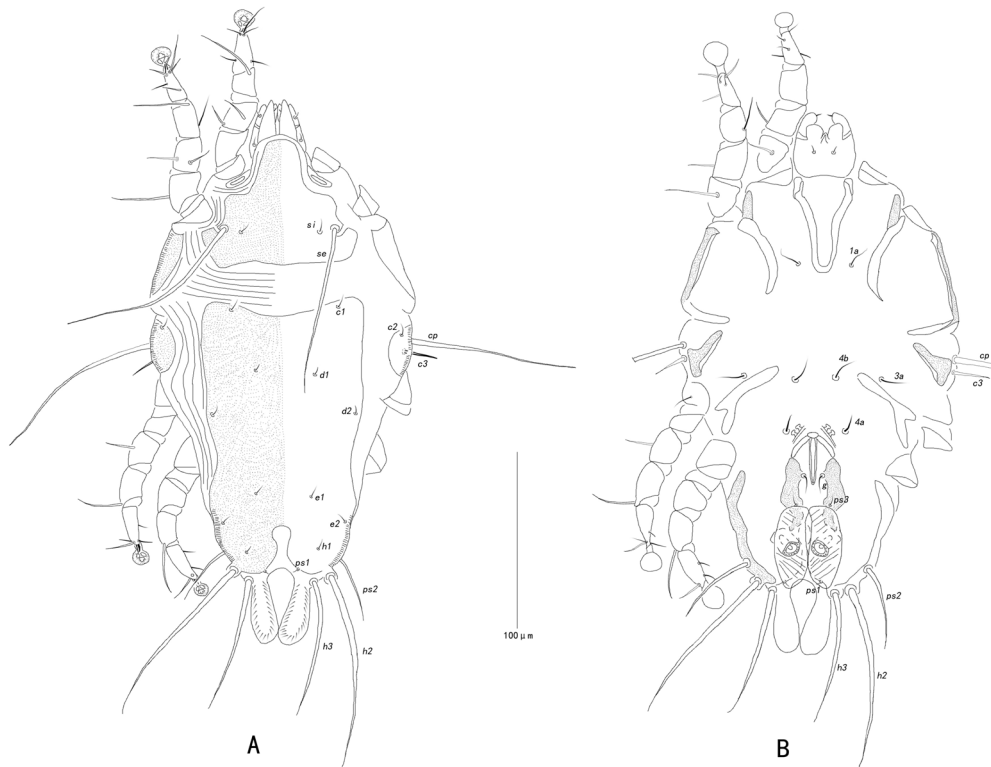 si
se
c1
c2
cp
c3
d1
d2
e1
e2
h1
ps1
ps2
h3
h2
A
100 μm
1a
cp
c3
4b
3a
4a
g
ps3
ps1
ps2
h3
h2
B